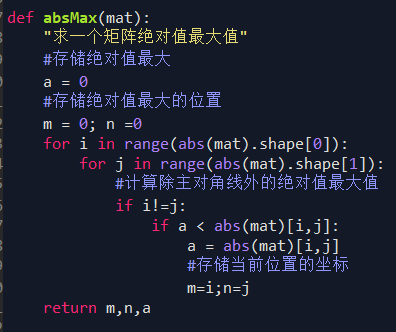 def absMax(mat):
"求一个矩阵绝对值最大值"
#存储绝对值最大
a = 0
#存储绝对值最大的位置
m = 0; n =0
for i in range(abs(mat).shape[0]):
for j in range(abs(mat).shape[1]):
#计算除主对角线外的绝对值最大值
if i!=j:
if a < abs(mat)[i,j]:
a = abs(mat)[i,j]
#存储当前位置的坐标
m=i;n=j
return m,n,a